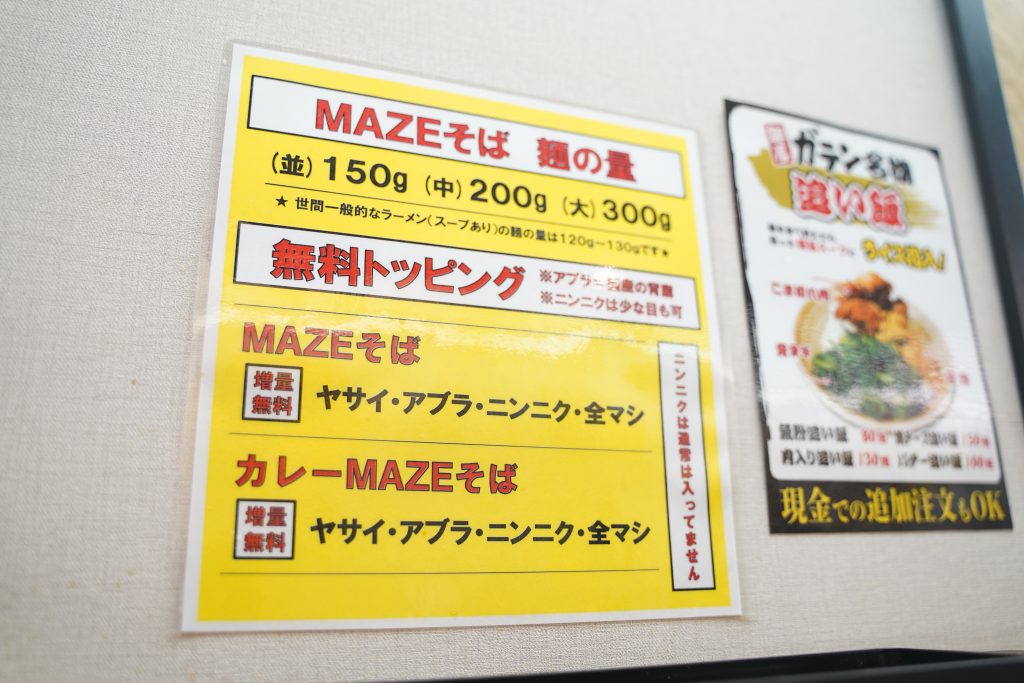 MAZEそば 麺の量
(並)150g (中)200g (大)300g
★ 世間一般的なラーメン(スープあり)の麺の量は120g～130gです★
無料トッピング
※アブラ=国産の背脂
※ニンニクは少な目も可
MAZEそば
増量
無料
ヤサイ・アブラ・ニンニク・全マシ
カレーMAZEそば
増量
無料
ヤサイ・アブラ・ニンニク・全マシ
ニンニクは通常は入ってません
ガテン名物
追い飯
現金での追加注文もOK